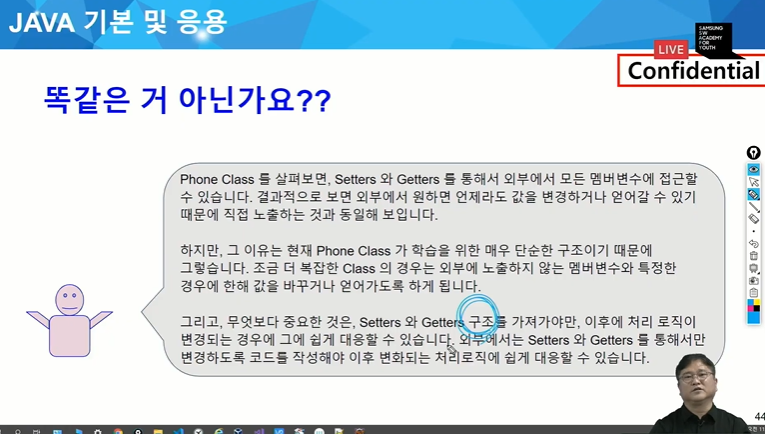 JAVA 기본 및 응용
SAMSUNG
SW
ACADEMY
FOR
YOUTH
LIVE
Confidential
똑같은 거 아닌가요??
Phone Class 를 살펴보면, Setters 와 Getters 를 통해서 외부에서 모든 멤버변수에 접근할
수 있습니다. 결과적으로 보면 외부에서 원하면 언제라도 값을 변경하거나 얻어갈 수 있기
때문에 직접 노출하는 것과 동일해 보입니다.
하지만, 그 이유는 현재 Phone Class 가 학습을 위한 매우 단순한 구조이기 때문에
그렇습니다. 조금 더 복잡한 Class 의 경우는 외부에 노출하지 않는 멤버변수와 특정한
경우에 한해 값을 바꾸거나 얻어가도록 하게 됩니다.
그리고, 무엇보다 중요한 것은, Setters 와 Getters 구조를 가져가야만, 이후에 처리 로직이
변경되는 경우에 그에 쉽게 대응할 수 있습니다. 외부에서는 Setters 와 Getters 를 통해서만
변경하도록 코드를 작성해야 이후 변화되는 처리로직에 쉽게 대응할 수 있습니다.
44